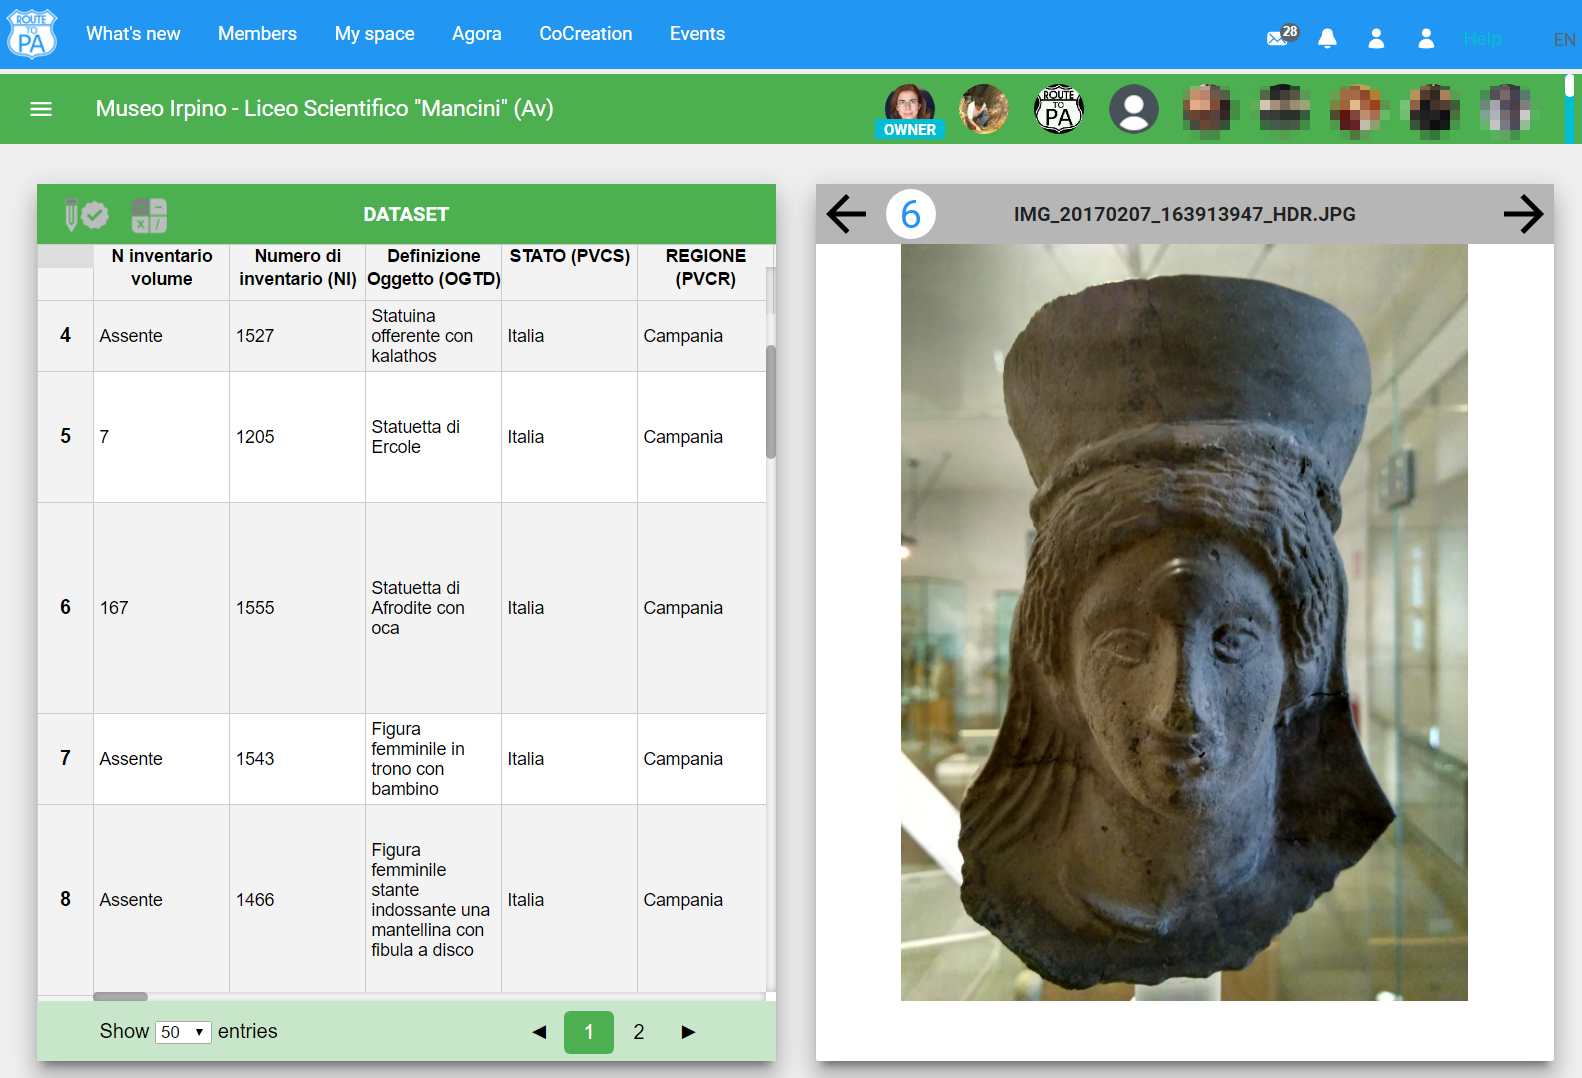 ROUTE
TO
PA
What's new
Members
My space
Agora
CoCreation
Events
28
Help
EN
Museo Irpino - Liceo Scientifico "Mancini" (Av)
OWNER
ROUTE
TO
PA
DATASET
N inventario
volume
Numero di
inventario (NI)
Definizione
Oggetto (OGTD)
STATO (PVCS)
REGIONE
(PVCR)
4
Assente
1527
Statuina
offerente con
kalathos
Italia
Campania
5
7
1205
Statuetta di
Ercole
Italia
Campania
6
167
1555
Statuetta di
Afrodite con
oca
Italia
Campania
7
Assente
1543
Figura
femminile in
trono con
bambino
Italia
Campania
8
Assente
1466
Figura
femminile
stante
indossante una
mantellina con
fibula a disco
Italia
Campania
Show 50 entries
1
2
6
IMG_20170207_163913947_HDR.JPG